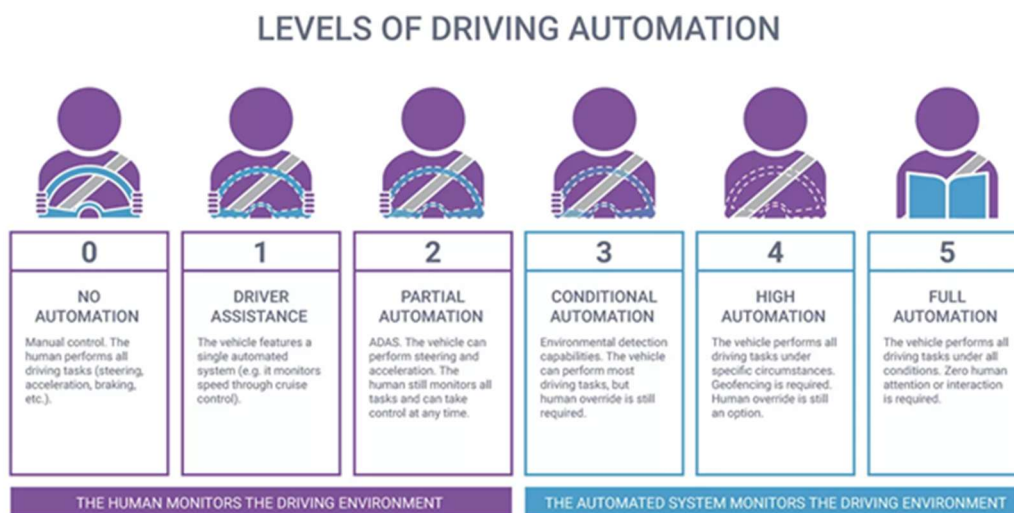 LEVELS OF DRIVING AUTOMATION
0
NO
AUTOMATION
Manual control. The
human performs all
driving tasks (steering,
acceleration, braking,
etc.).
1
DRIVER
ASSISTANCE
The vehicle features a
single automated
system (e.g. it monitors
speed through cruise
control).
2
PARTIAL
AUTOMATION
ADAS. The vehicle can
perform steering and
acceleration. The
human still monitors all
tasks and can take
control at any time.
3
CONDITIONAL
AUTOMATION
Environmental detection
capabilities. The vehicle
can perform most
driving tasks, but
human override is still
required.
4
HIGH
AUTOMATION
The vehicle performs all
driving tasks under
specific circumstances.
Geofencing is required.
Human override is still
an option.
5
FULL
AUTOMATION
The vehicle performs all
driving tasks under all
conditions. Zero human
attention or interaction
is required.
THE HUMAN MONITORS THE DRIVING ENVIRONMENT
THE AUTOMATED SYSTEM MONITORS THE DRIVING ENVIRONMENT